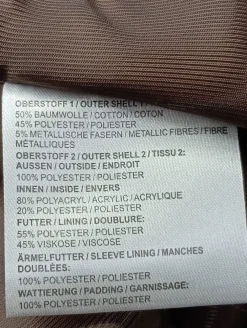 OBERSTOFF 1 / OUTER SHELL 1 /
50% BAUMWOLLE / COTTON / COTON
45% POLYESTER / POLIESTER
5% METALLISCHE FASERN / METALLIC FIBRES / FIBRE
MÉTALLIQUES
OBERSTOFF 2 / OUTER SHELL 2 / TISSU 2:
AUSSEN / OUTSIDE / ENDROIT
100% POLYESTER / POLIESTER
INNEN / INSIDE / ENVERS
80% POLYACRYL / ACRYLIC / ACRYLIQUE
20% POLYESTER / POLIESTER
FUTTER / LINING / DOUBLURE:
55% POLYESTER / POLIESTER
45% VISKOSE / VISCOSE
ÄRMELFUTTER / SLEEVE LINING / MANCHES
DOUBLÉES:
100% POLYESTER / POLIESTER
WATTIERUNG / PADDING / GARNISSAGE:
100% POLYESTER / POLIESTER